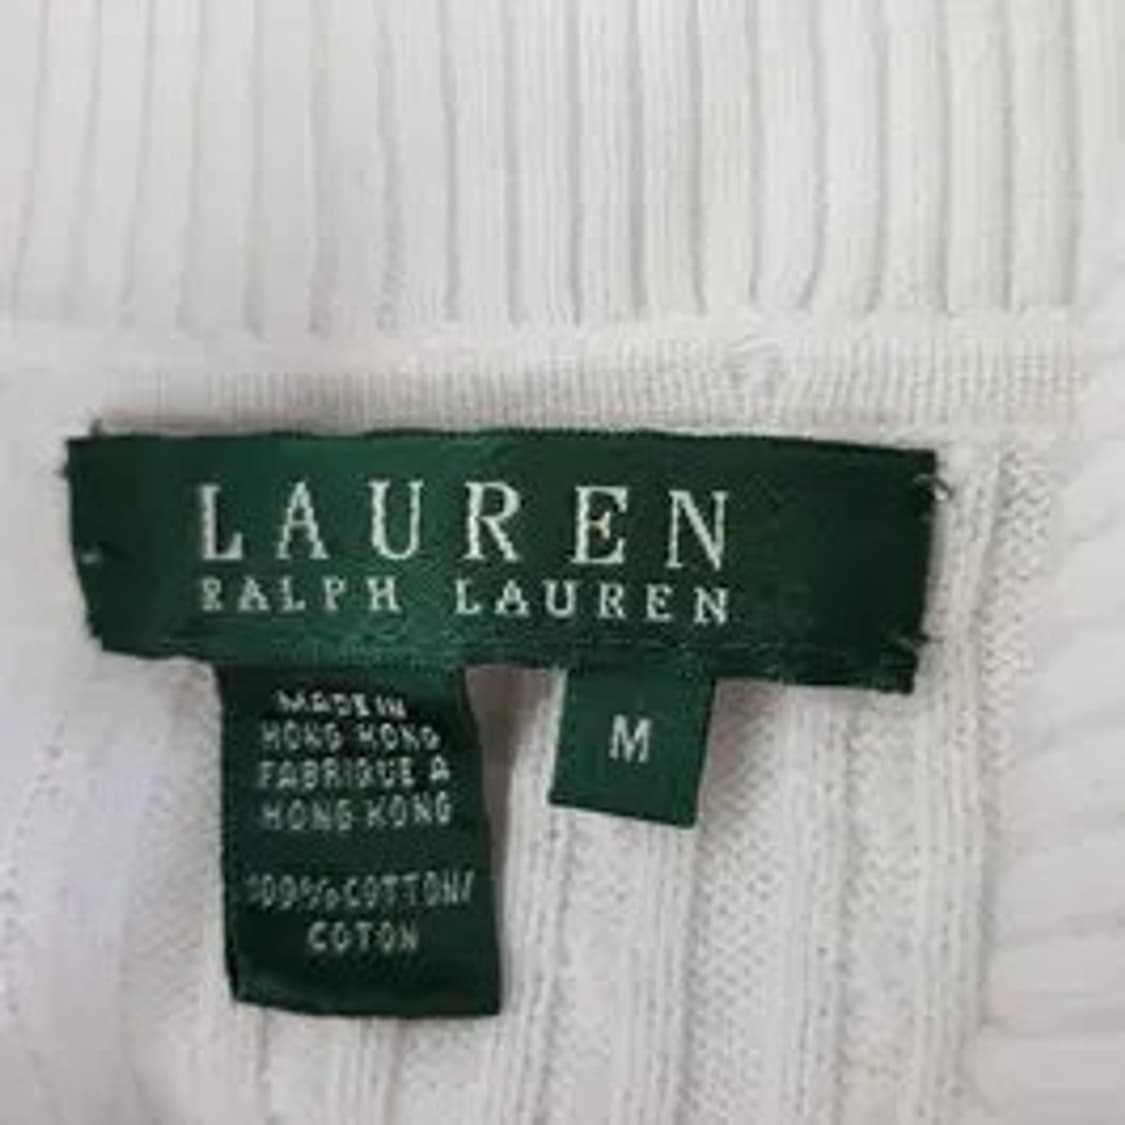 LAUREN
RALPH LAUREN
MADE IN
HONG KONG
FABRIQUE A
HONG KONG
100% COTTON/
COTON
M